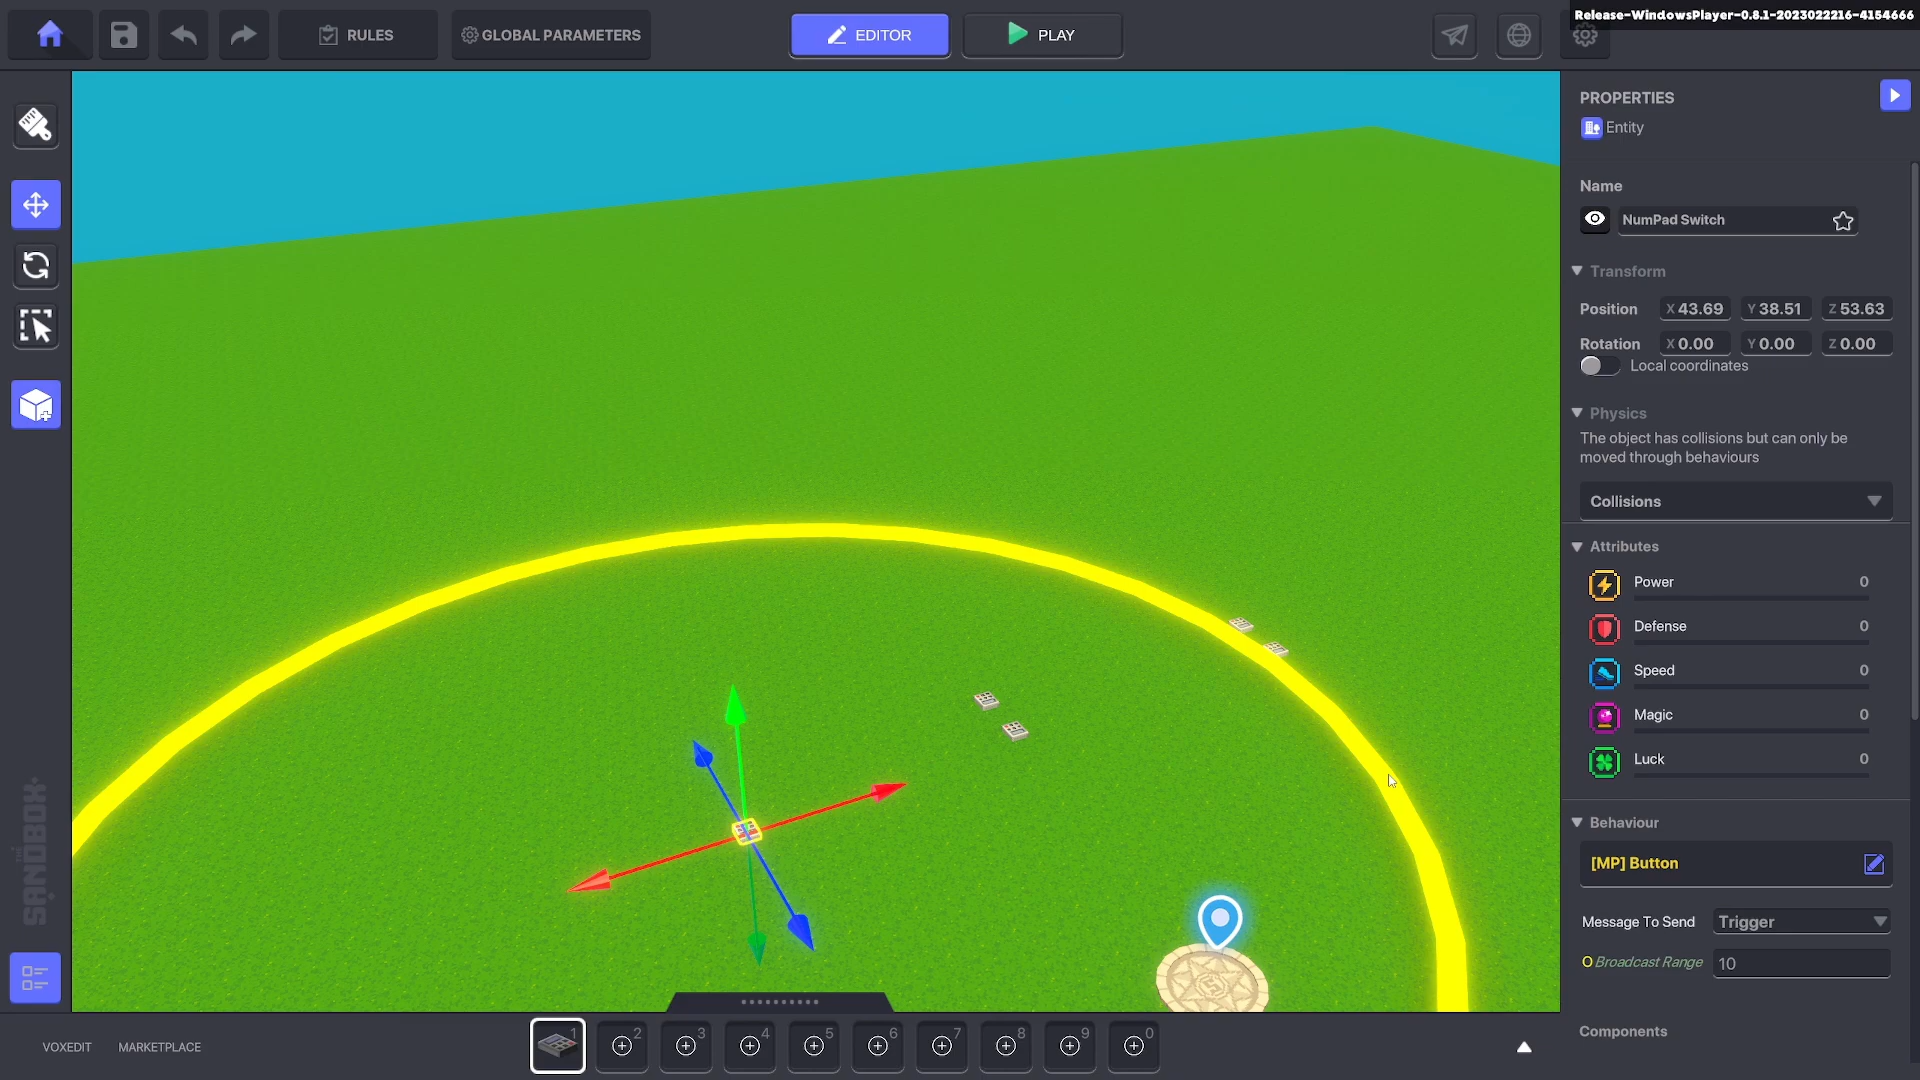 Release-WindowsPlayer-0.8.1-2023022216-4154666
RULES
GLOBAL PARAMETERS
EDITOR
PLAY
PROPERTIES
Entity
Name
NumPad Switch
Transform
Position X 43.69 Y 38.51 Z 53.63
Rotation X 0.00 Y 0.00 Z 0.00
Local coordinates
Physics
The object has collisions but can only be
moved through behaviours
Collisions
Attributes
Power 0
Defense 0
Speed 0
Magic 0
Luck 0
Behaviour
[MP] Button
Message To Send Trigger
Broadcast Range 10
Components
THE SANDBOX
VOXEDIT
MARKETPLACE
1 2 3 4 5 6 7 8 9 0